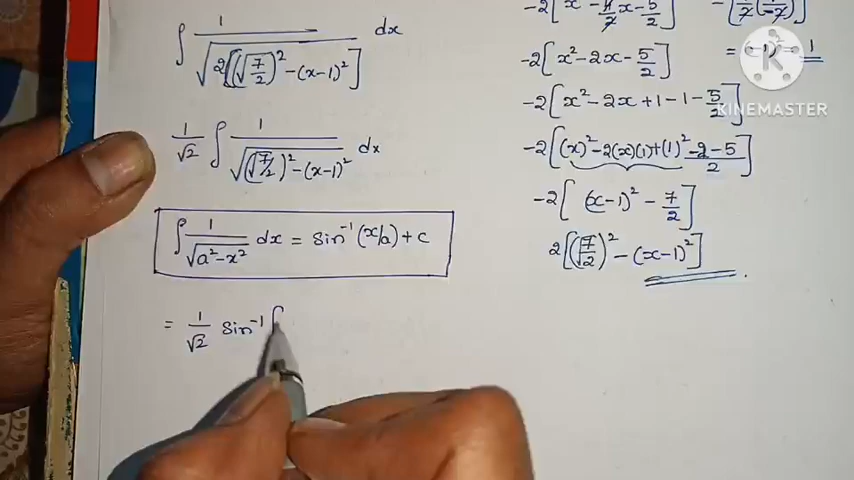 ∫ 1/√(2[(√(7/2))² −(x−1)²]) dx
1/√2 ∫ 1/√((√(7/2))² −(x−1)²) dx
∫ 1/√(a²−x²) dx = sin⁻¹(x/a)+c
= 1/√2 sin⁻¹
-2[x² − 2x − 5/2]
-2[x² − 2x + 1 − 1 − 5/2]
-2[(x)² − 2(x)(1)+(1)² (−2−5)/2]
-2[(x−1)² − 7/2]
2[(√(7/2))² − (x−1)²]
KINEMASTER